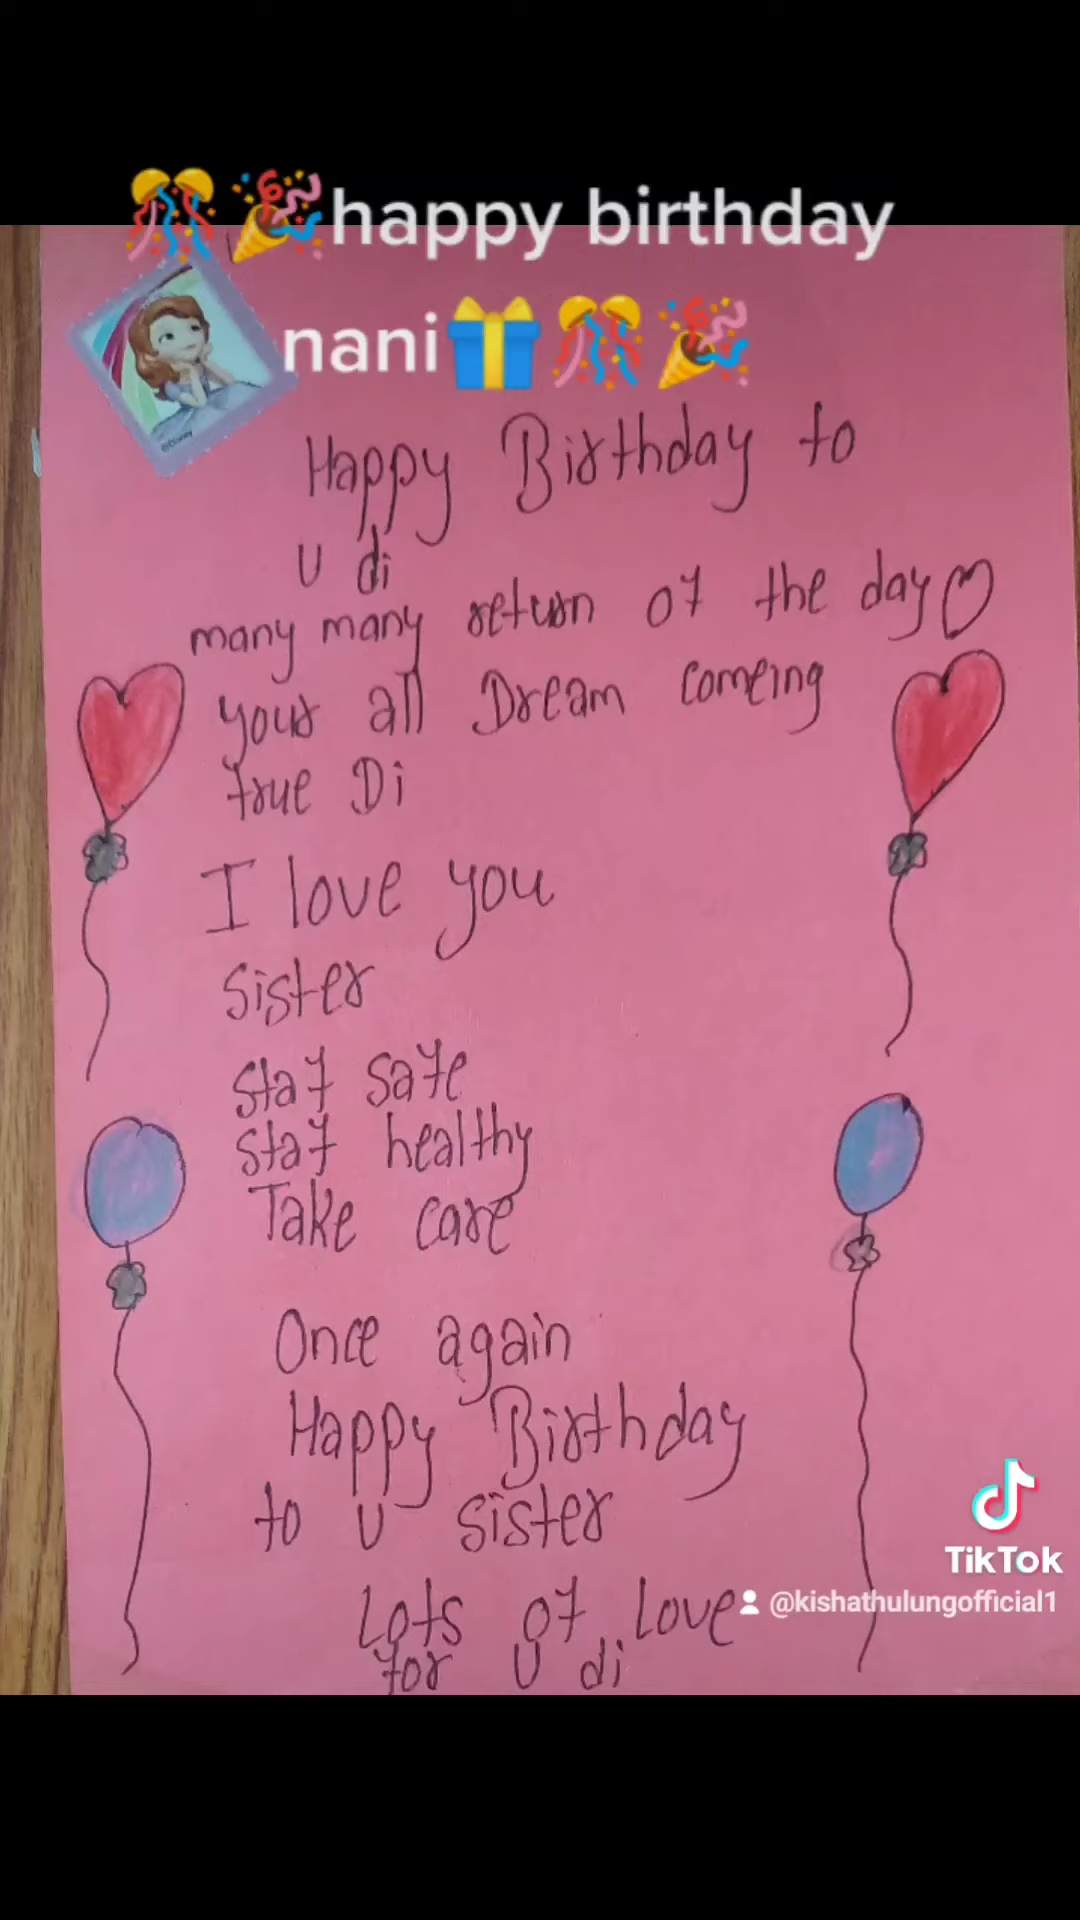 🎊🎉happy birthday
nani🎁🎊🎉
©Disney
Happy Birthday to
U di
many many return of the day
your all Dream comeing
true Di
I love you
Sister
stay safe
stay healthy
Take care
Once again
Happy Birthday
to U sister
Lots of Love
for U di
TikTok
@kishathulungofficial1